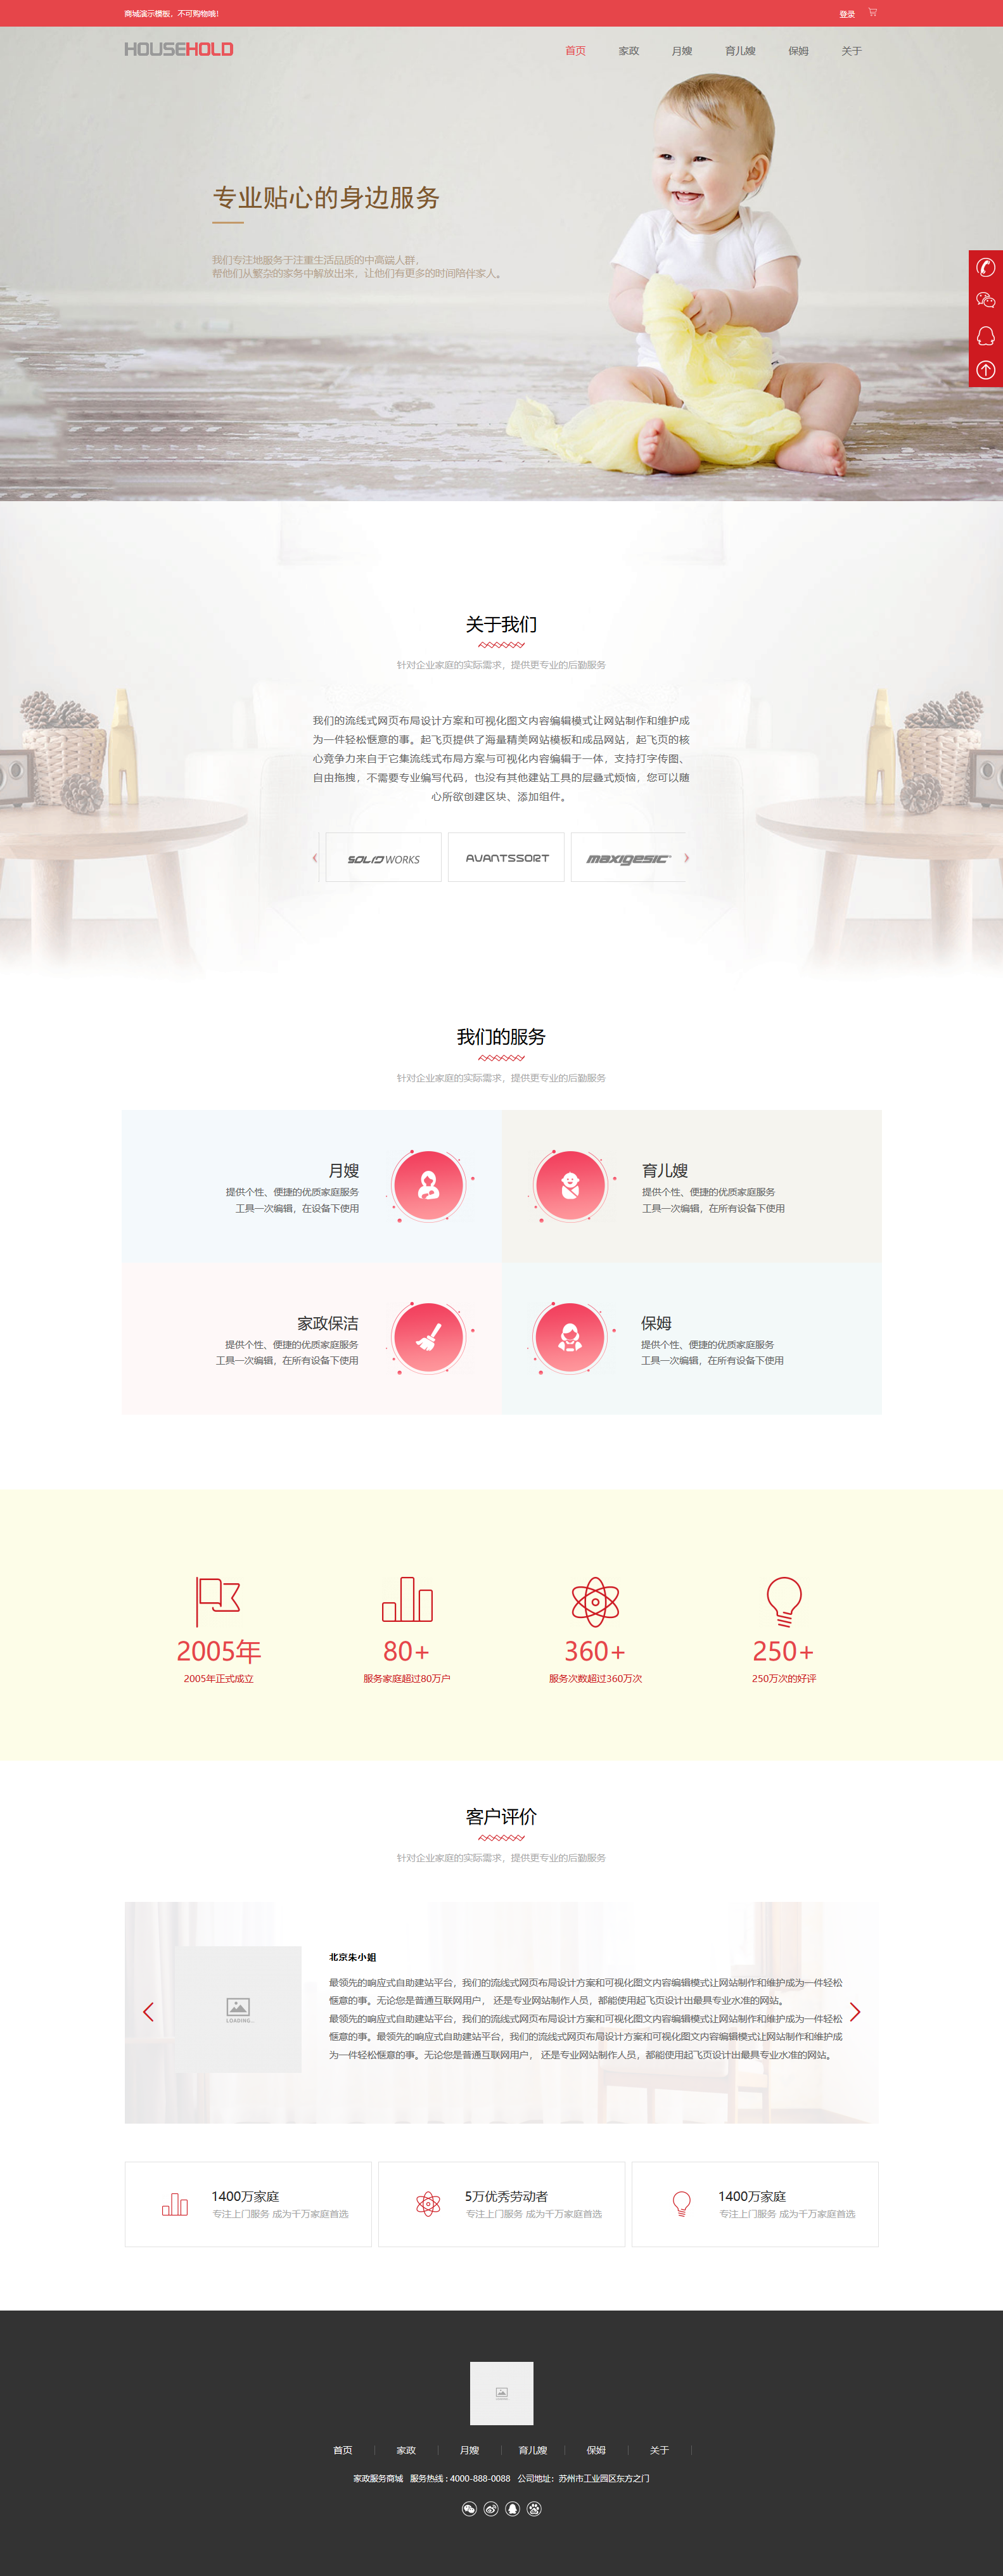 商城演示模板，不可购物哦！
登录
HOUSEHOLD
首页
家政
月嫂
育儿嫂
保姆
关于
专业贴心的身边服务
我们专注地服务于注重生活品质的中高端人群，
帮他们从繁杂的家务中解放出来，让他们有更多的时间陪伴家人。
关于我们
针对企业家庭的实际需求，提供更专业的后勤服务
我们的流线式网页布局设计方案和可视化图文内容编辑模式让网站制作和维护成
为一件轻松惬意的事。起飞页提供了海量精美网站模板和成品网站，起飞页的核
心竞争力来自于它集流线式布局方案与可视化内容编辑于一体，支持打字传图、
自由拖拽，不需要专业编写代码，也没有其他建站工具的层叠式烦恼，您可以随
心所欲创建区块、添加组件。
SOLIDWORKS
AVANTSSORT
maxigesic
我们的服务
针对企业家庭的实际需求，提供更专业的后勤服务
月嫂
提供个性、便捷的优质家庭服务
工具一次编辑，在设备下使用
育儿嫂
提供个性、便捷的优质家庭服务
工具一次编辑，在所有设备下使用
家政保洁
提供个性、便捷的优质家庭服务
工具一次编辑，在所有设备下使用
保姆
提供个性、便捷的优质家庭服务
工具一次编辑，在所有设备下使用
2005年
2005年正式成立
80+
服务家庭超过80万户
360+
服务次数超过360万次
250+
250万次的好评
客户评价
针对企业家庭的实际需求，提供更专业的后勤服务
LOADING..
北京朱小姐
最领先的响应式自助建站平台，我们的流线式网页布局设计方案和可视化图文内容编辑模式让网站制作和维护成为一件轻松
惬意的事。无论您是普通互联网用户， 还是专业网站制作人员，都能使用起飞页设计出最具专业水准的网站。
最领先的响应式自助建站平台，我们的流线式网页布局设计方案和可视化图文内容编辑模式让网站制作和维护成为一件轻松
惬意的事。最领先的响应式自助建站平台，我们的流线式网页布局设计方案和可视化图文内容编辑模式让网站制作和维护成
为一件轻松惬意的事。无论您是普通互联网用户， 还是专业网站制作人员，都能使用起飞页设计出最具专业水准的网站。
1400万家庭
专注上门服务 成为千万家庭首选
5万优秀劳动者
专注上门服务 成为千万家庭首选
1400万家庭
专注上门服务 成为千万家庭首选
首页
家政
月嫂
育儿嫂
保姆
关于
家政服务商城 服务热线：4000-888-0088 公司地址：苏州市工业园区东方之门